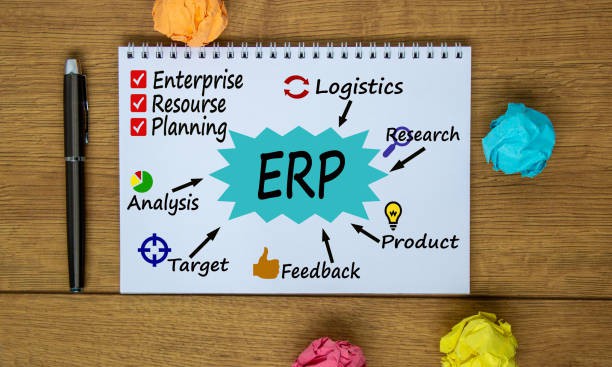 Enterprise
Resourse
Planning
Logistics
Research
ERP
Analysis
Product
Target
Feedback